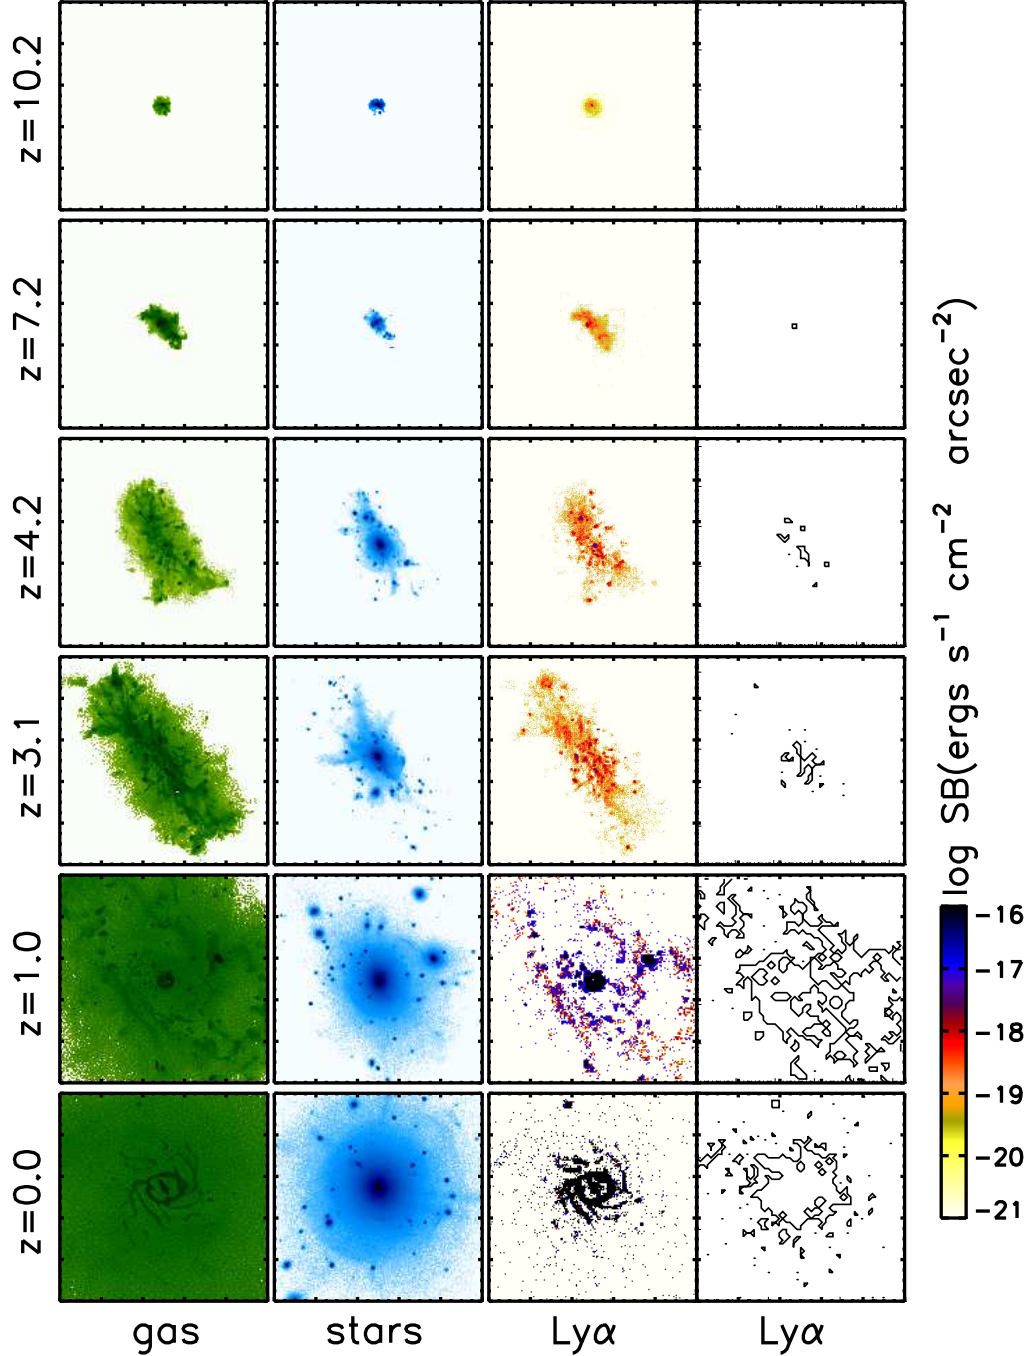 z=10.2
z=7.2
z=4.2
z=3.1
z=1.0
z=0.0
gas
stars
Lyα
Lyα
log SB(ergs s⁻¹ cm⁻² arcsec⁻²)
-16
-17
-18
-19
-20
-21